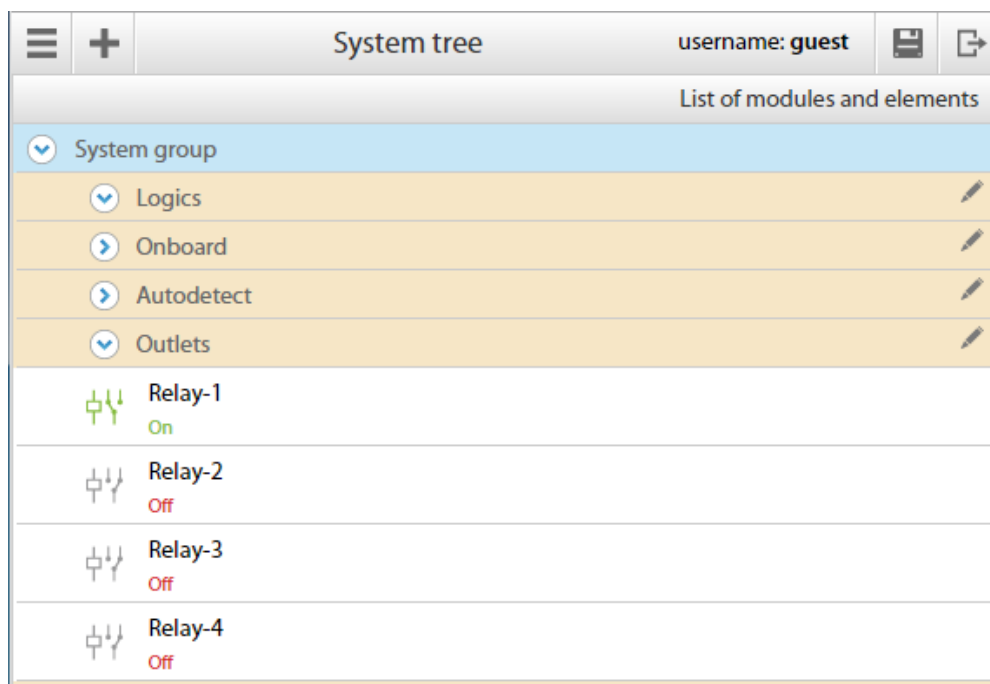 System tree username: guest
List of modules and elements
System group
Logics
Onboard
Autodetect
Outlets
Relay-1
On
Relay-2
Off
Relay-3
Off
Relay-4
Off